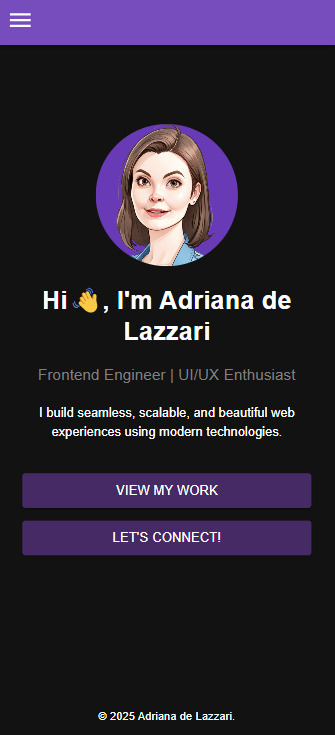 Hi 👋, I'm Adriana de
Lazzari
Frontend Engineer | UI/UX Enthusiast
I build seamless, scalable, and beautiful web
experiences using modern technologies.
VIEW MY WORK
LET'S CONNECT!
© 2025 Adriana de Lazzari.